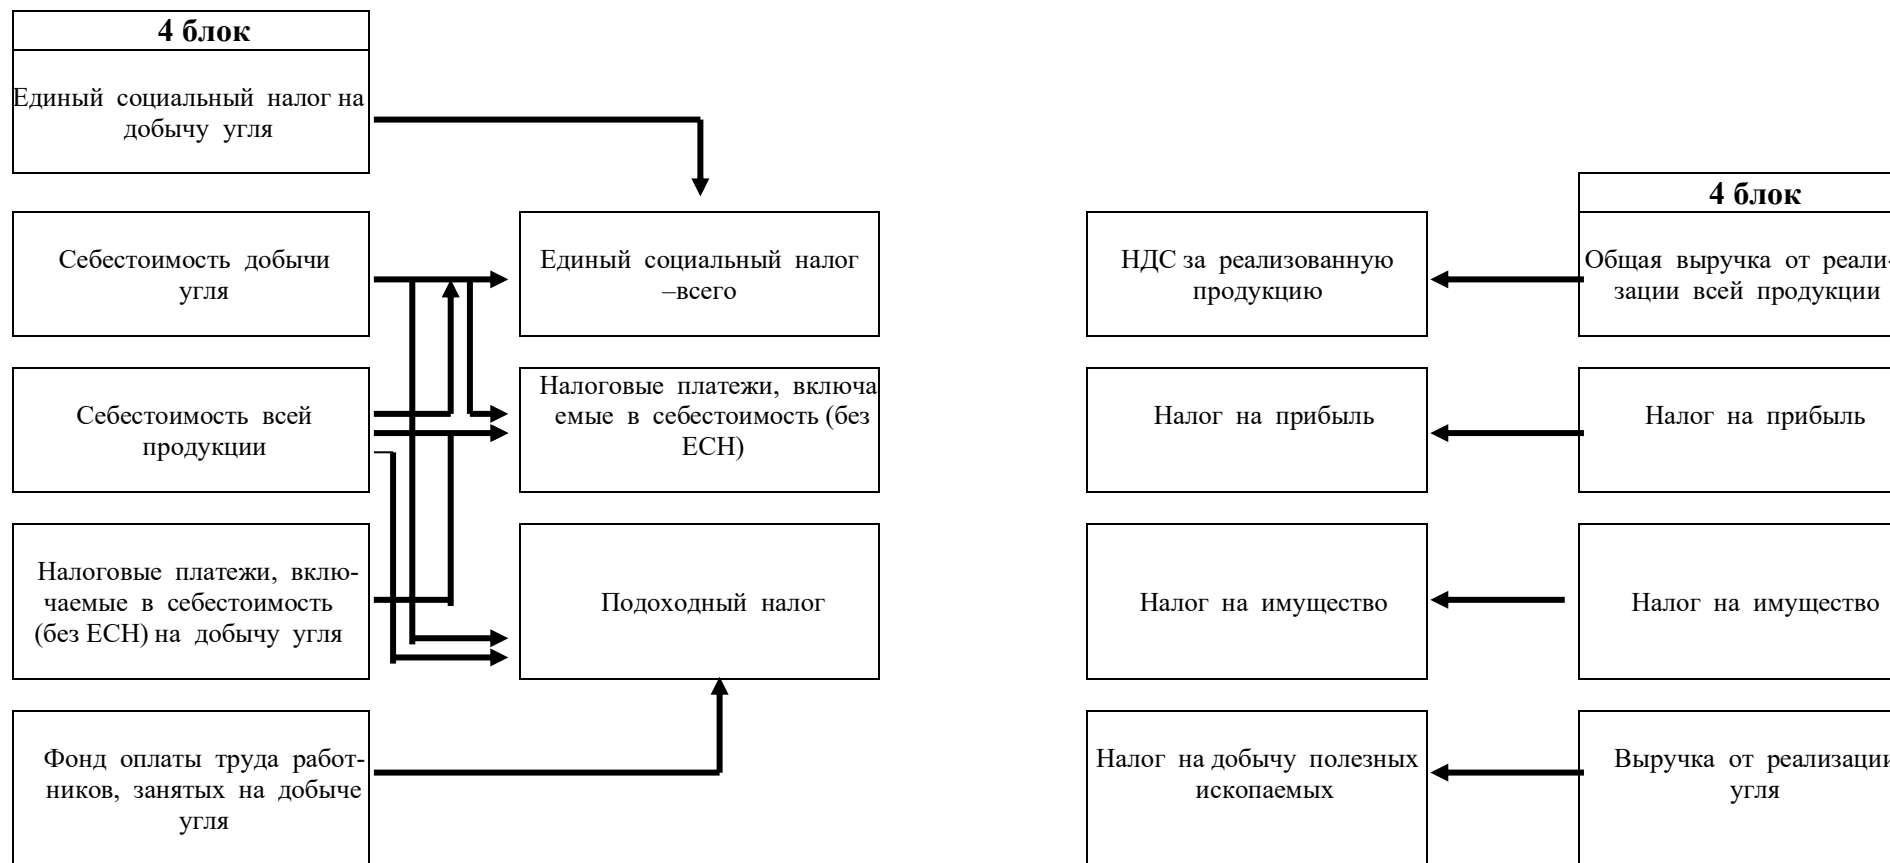 4 блок
Единый социальный налог на
добычу угля
4 блок
Себестоимость добычи
угля
Единый социальный налог
–всего
НДС за реализованную
продукцию
Общая выручка от реали-
зации всей продукции
Себестоимость всей
продукции
Налоговые платежи, включа
емые в себестоимость (без
ЕСН)
Налог на прибыль
Налог на прибыль
Налоговые платежи, вклю-
чаемые в себестоимость
(без ЕСН) на добычу угля
Подоходный налог
Налог на имущество
Налог на имущество
Фонд оплаты труда работ-
ников, занятых на добыче
угля
Налог на добычу полезных
ископаемых
Выручка от реализации
угля